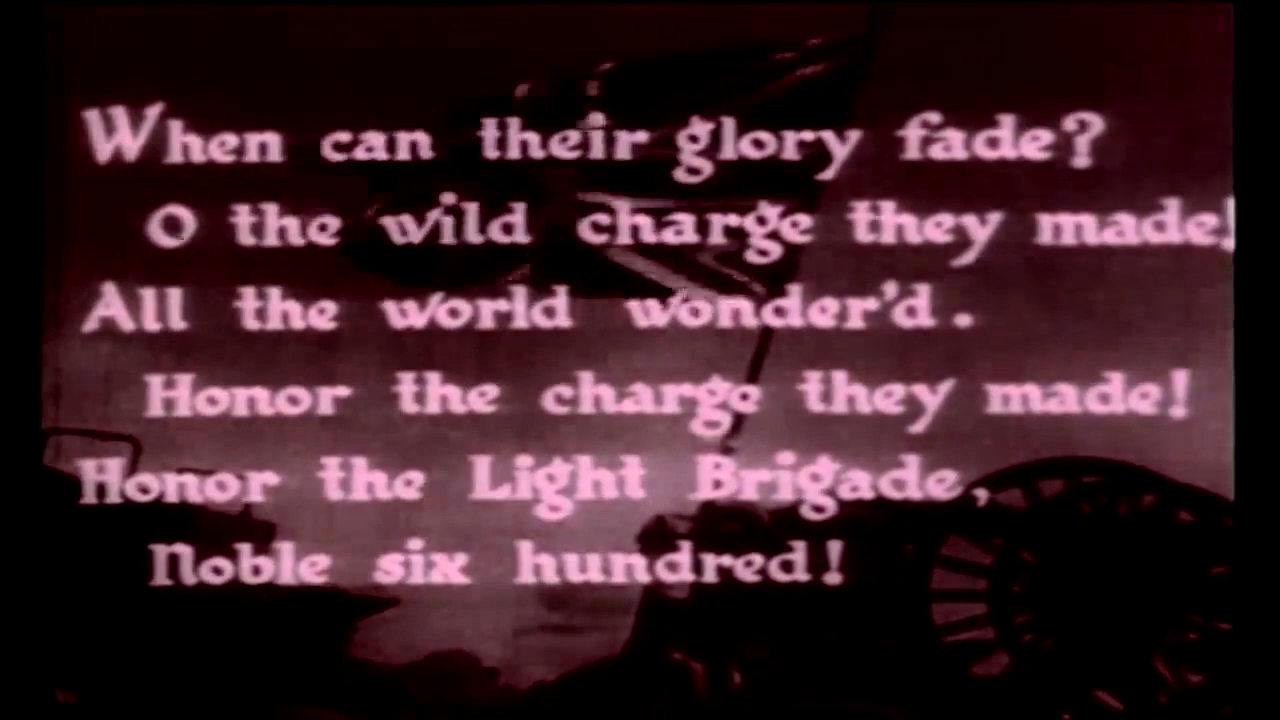 When can their glory fade?
O the wild charge they made!
All the world wonder'd.
Honor the charge they made!
Honor the Light Brigade,
Noble six hundred!